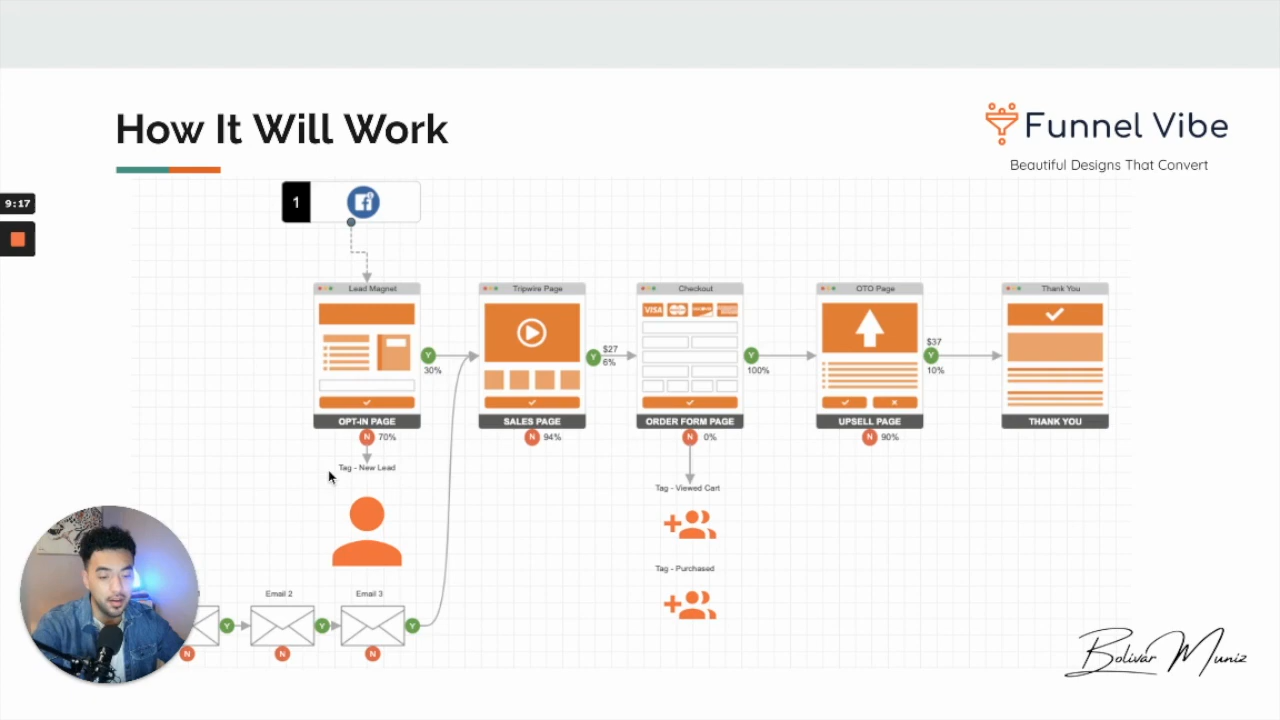 How It Will Work
Funnel Vibe
Beautiful Designs That Convert
9:17
1
Lead Magnet
Tripwire Page
Checkout
OTO Page
Thank You
VISA
Y
30%
Y
$27
6%
Y
100%
Y
$37
10%
OPT-IN PAGE
SALES PAGE
ORDER FORM PAGE
UPSELL PAGE
THANK YOU
N 70%
N 94%
N 0%
N 90%
Tag - New Lead
Tag - Viewed Cart
Tag - Purchased
Email 2
Email 3
Y
Y
Y
N
N
N
Bolivar Muniz